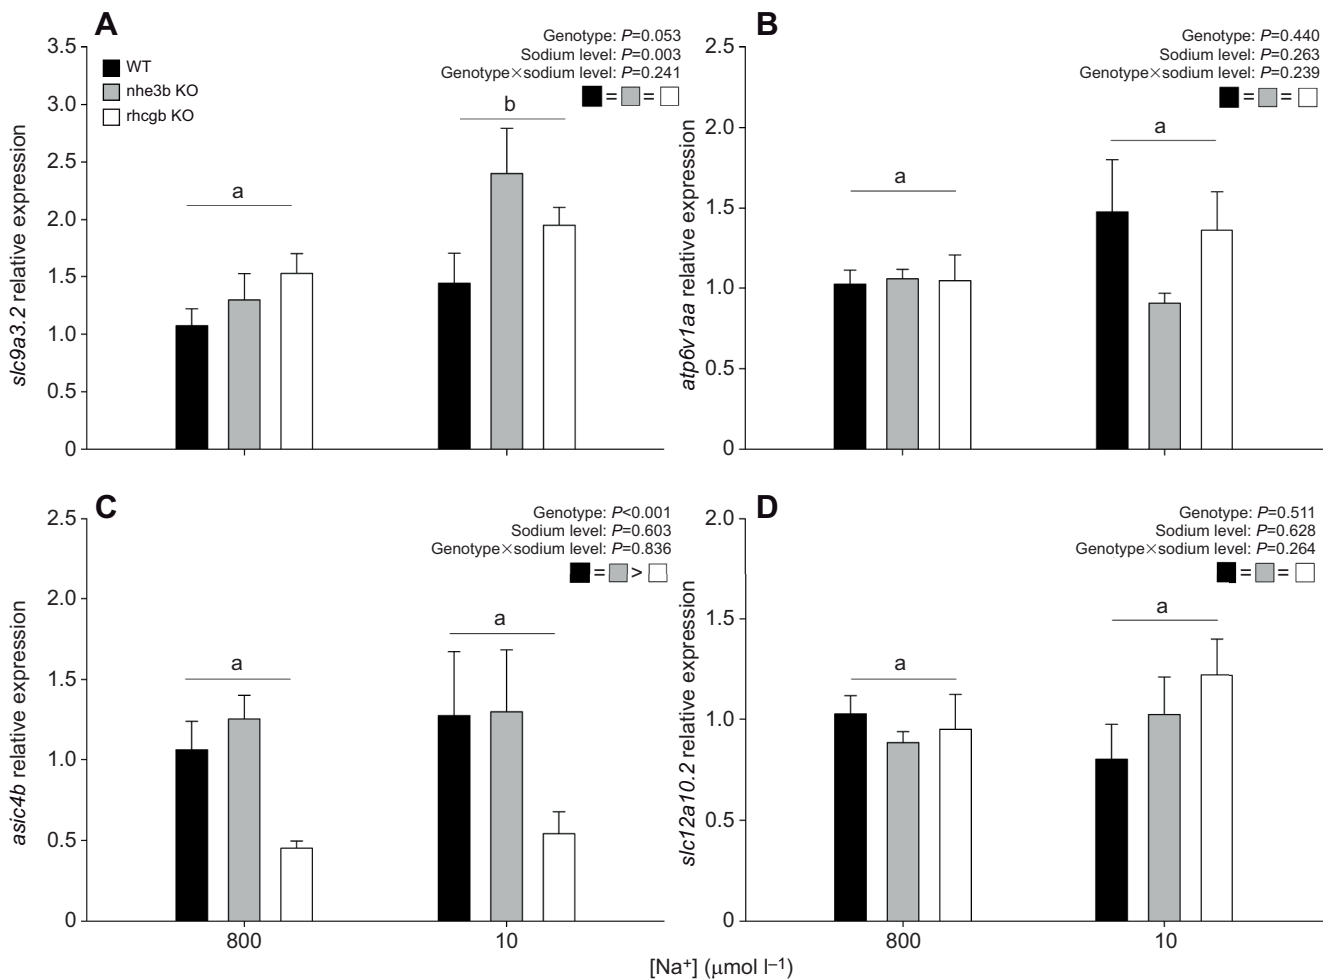 A
Genotype: P=0.053
Sodium level: P=0.003
Genotype×sodium level: P=0.241
= =
WT
nhe3b KO
rhcgb KO
3.5
3.0
2.5
2.0
1.5
1.0
0.5
0
slc9a3.2 relative expression
a
b
B
Genotype: P=0.440
Sodium level: P=0.263
Genotype×sodium level: P=0.239
= =
2.5
2.0
1.5
1.0
0.5
0
atp6v1aa relative expression
a
a
C
Genotype: P<0.001
Sodium level: P=0.603
Genotype×sodium level: P=0.836
= >
2.5
2.0
1.5
1.0
0.5
0
asic4b relative expression
a
a
800
10
D
Genotype: P=0.511
Sodium level: P=0.628
Genotype×sodium level: P=0.264
= =
2.0
1.5
1.0
0.5
0
slc12a10.2 relative expression
a
a
800
10
[Na⁺] (μmol l⁻¹)